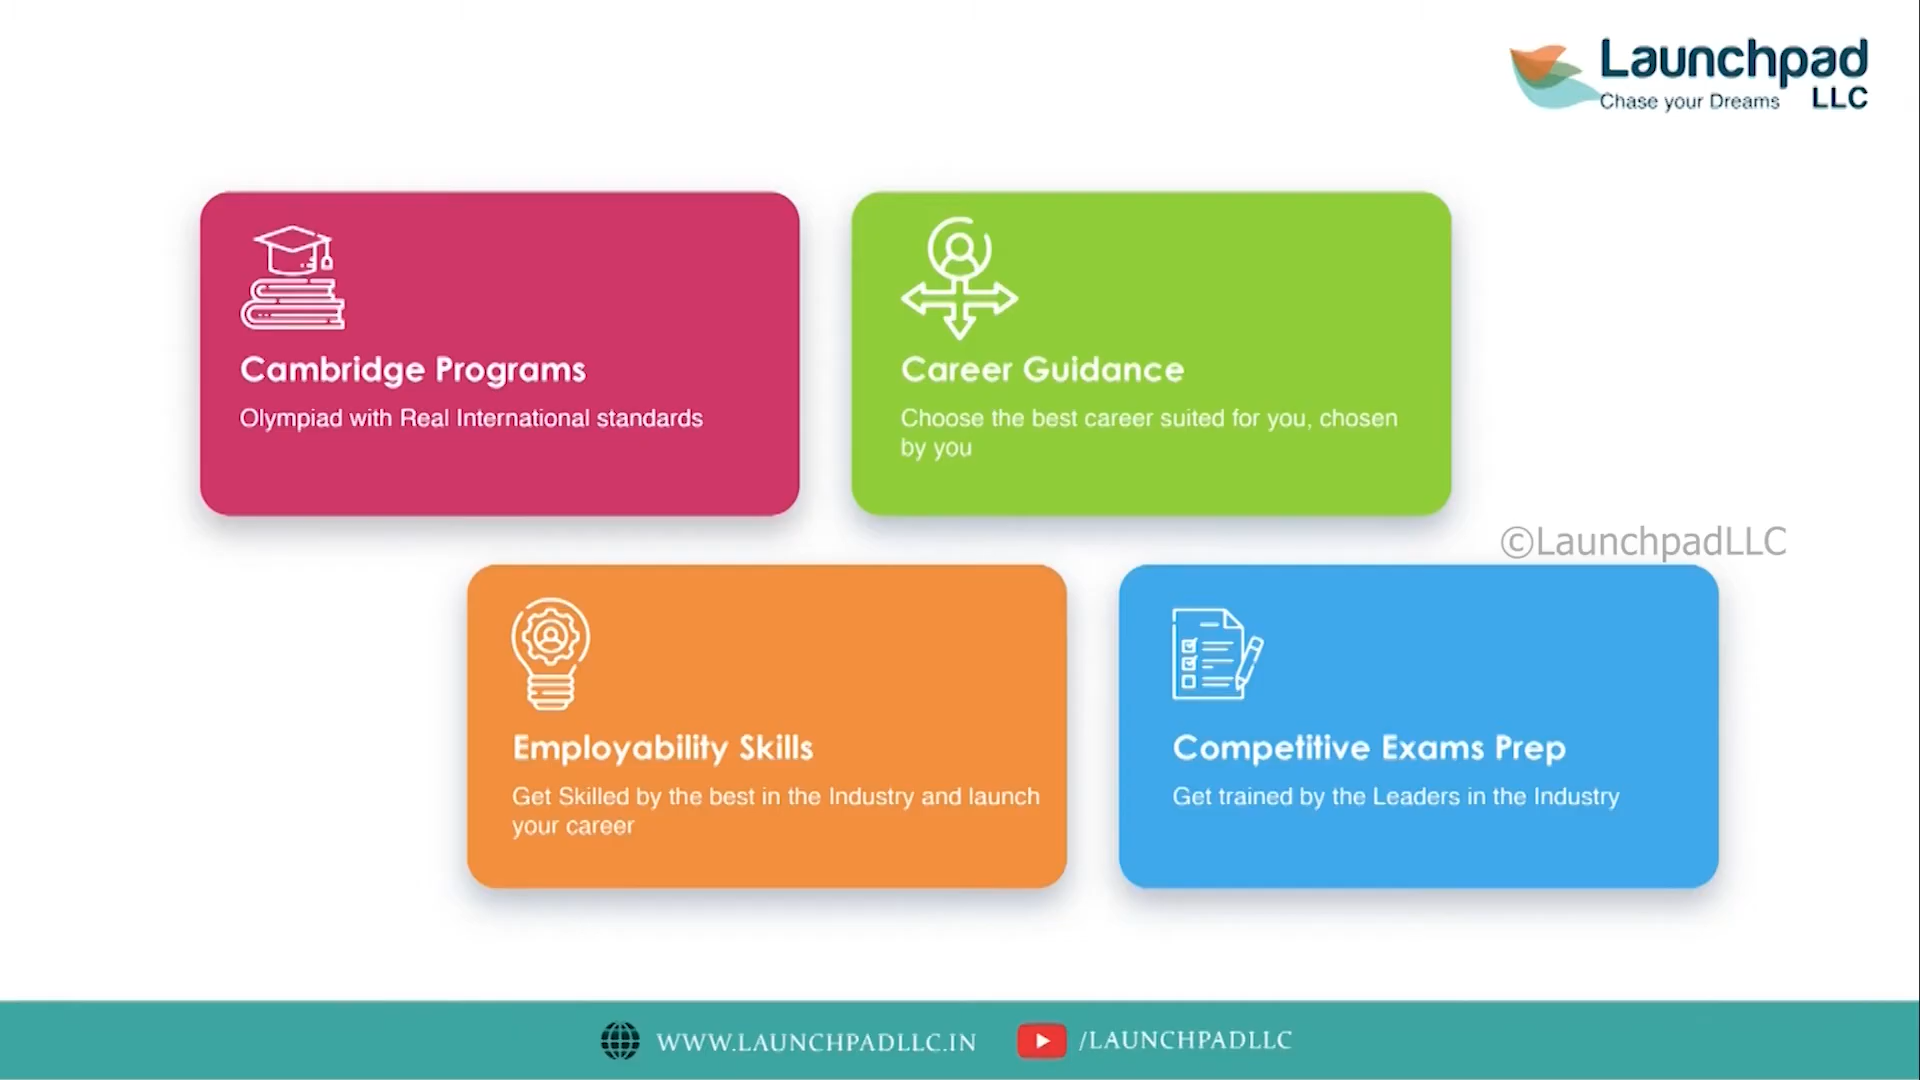 Launchpad
Chase your Dreams LLC
Cambridge Programs
Olympiad with Real International standards
Career Guidance
Choose the best career suited for you, chosen
by you
©LaunchpadLLC
Employability Skills
Get Skilled by the best in the Industry and launch
your career
Competitive Exams Prep
Get trained by the Leaders in the Industry
WWW.LAUNCHPADLLC.IN
/LAUNCHPADLLC